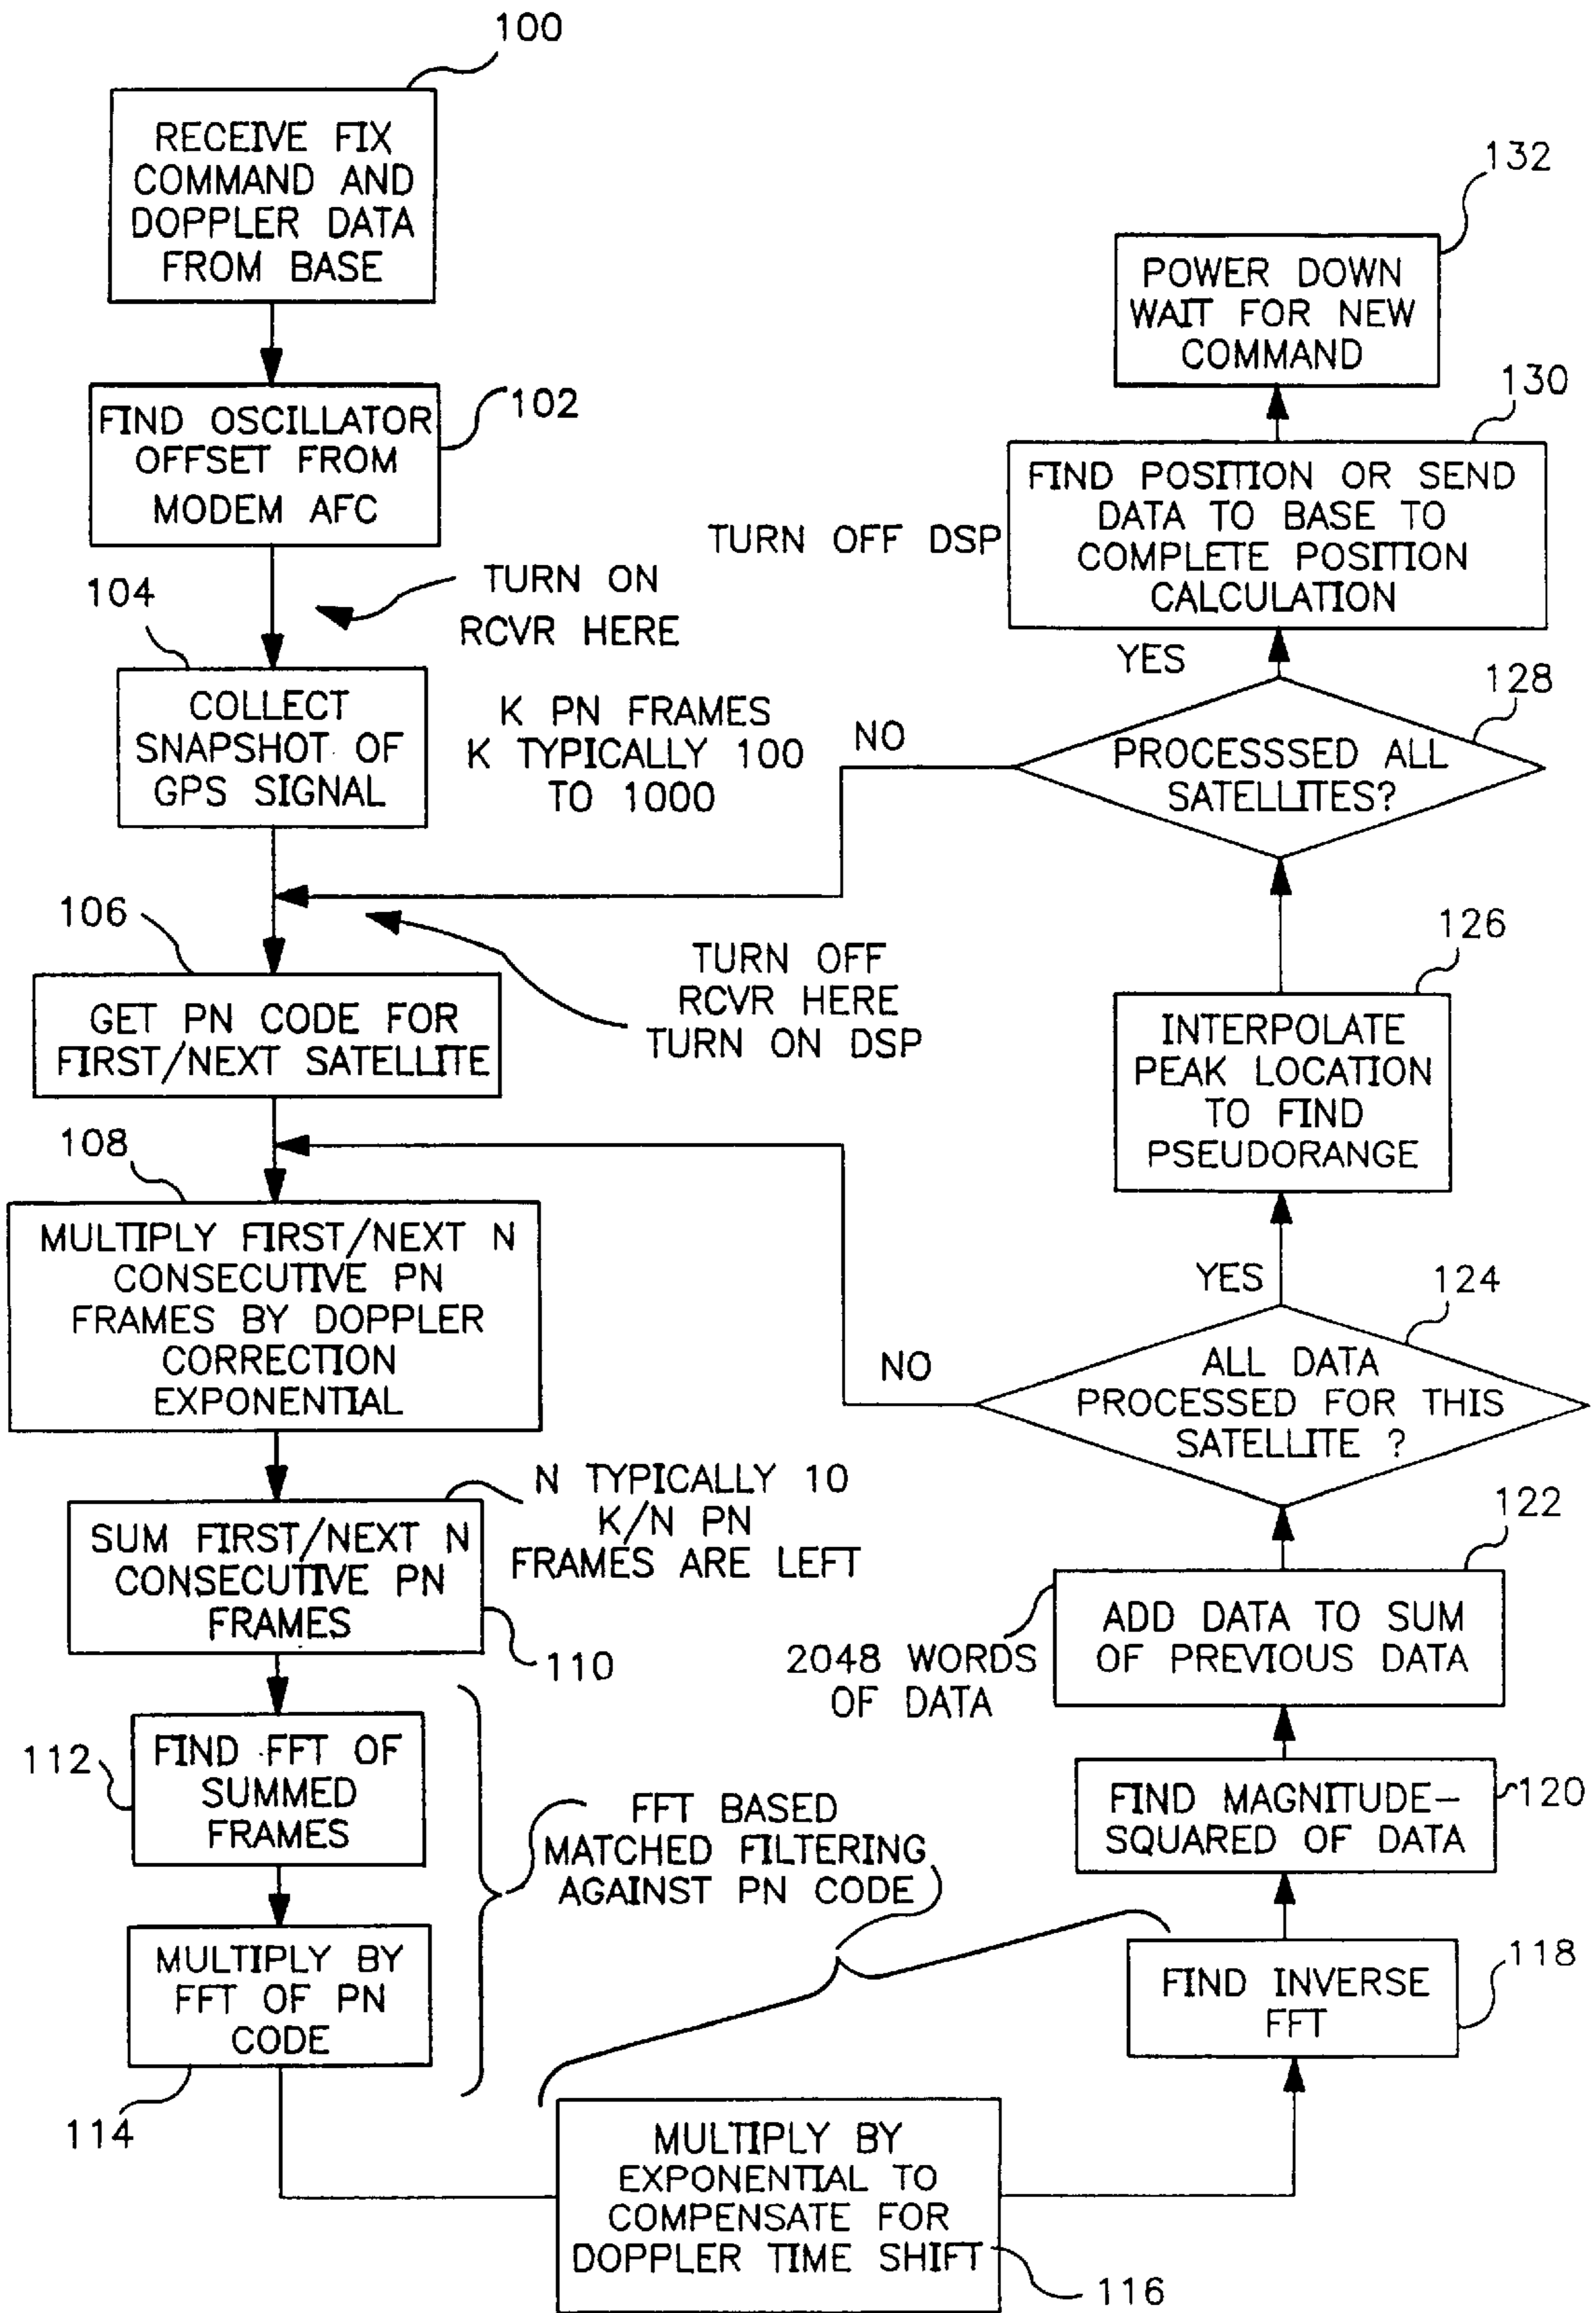 100
RECEIVE FIX
COMMAND AND
DOPPLER DATA
FROM BASE
FIND OSCILLATOR
OFFSET FROM
MODEM AFC
102
TURN ON
RCVR HERE
104
COLLECT
SNAPSHOT OF
GPS SIGNAL
K PN FRAMES
K TYPICALLY 100
TO 1000
106
TURN OFF
RCVR HERE
TURN ON DSP
GET PN CODE FOR
FIRST/NEXT SATELLITE
108
MULTIPLY FIRST/NEXT N
CONSECUTIVE PN
FRAMES BY DOPPLER
CORRECTION
EXPONENTIAL
N TYPICALLY 10
K/N PN
FRAMES ARE LEFT
SUM FIRST/NEXT N
CONSECUTIVE PN
FRAMES
110
112
FIND FFT OF
SUMMED
FRAMES
FFT BASED
MATCHED FILTERING
AGAINST PN CODE
MULTIPLY BY
FFT OF PN
CODE
114
MULTIPLY BY
EXPONENTIAL TO
COMPENSATE FOR
DOPPLER TIME SHIFT
116
FIND INVERSE
FFT
118
FIND MAGNITUDE-
SQUARED OF DATA
120
122
ADD DATA TO SUM
OF PREVIOUS DATA
2048 WORDS
OF DATA
124
ALL DATA
PROCESSED FOR THIS
SATELLITE ?
NO
YES
126
INTERPOLATE
PEAK LOCATION
TO FIND
PSEUDORANGE
128
PROCESSSED ALL
SATELLITES?
NO
YES
130
FIND POSITION OR SEND
DATA TO BASE TO
COMPLETE POSITION
CALCULATION
TURN OFF DSP
132
POWER DOWN
WAIT FOR NEW
COMMAND